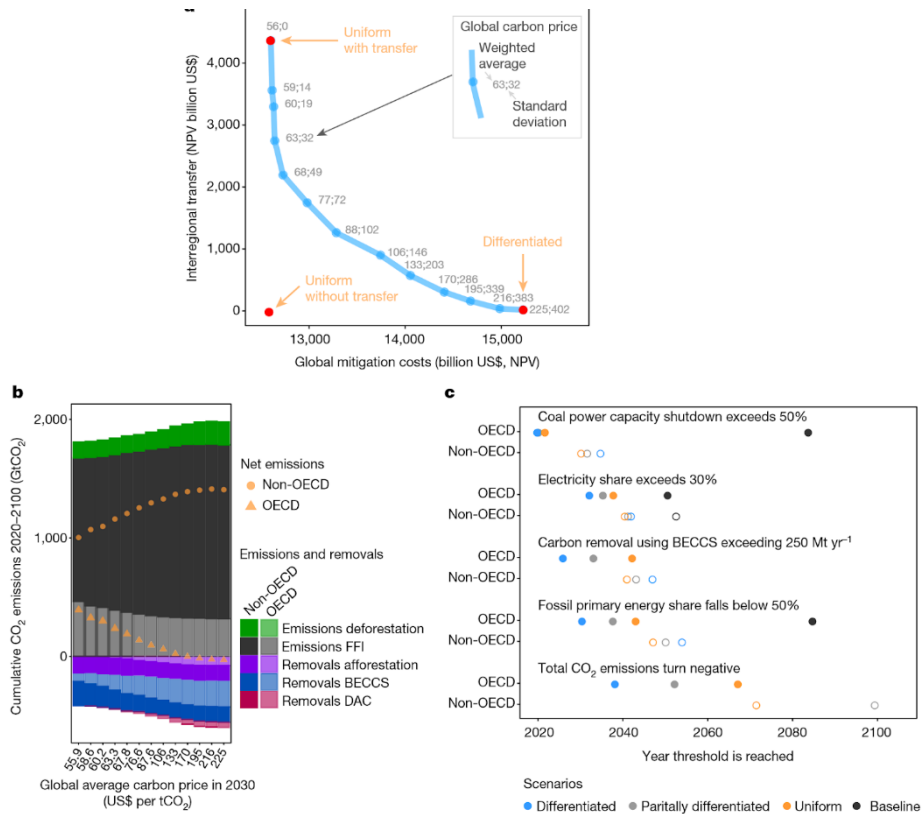 56;0
Uniform
with transfer
Global carbon price
Weighted
average
63;32
Standard
deviation
4,000
59;14
60;19
3,000
63;32
68;49
2,000
77;72
88;102
1,000
106;146
133;203
170;286
195;339
216;383
225;402
Differentiated
Uniform
without transfer
0
13,000
14,000
15,000
Interregional transfer (NPV billion US$)
Global mitigation costs (billion US$, NPV)
b
2,000
1,000
0
Cumulative CO2 emissions 2020–2100 (GtCO2)
55.9
58.6
60.2
63.3
67.8
76.6
87.6
106
133
170
195
216
225
Global average carbon price in 2030
(US$ per tCO2)
Net emissions
Non-OECD
OECD
Emissions and removals
Non-OECD
OECD
Emissions deforestation
Emissions FFI
Removals afforestation
Removals BECCS
Removals DAC
c
Coal power capacity shutdown exceeds 50%
OECD
Non-OECD
Electricity share exceeds 30%
OECD
Non-OECD
Carbon removal using BECCS exceeding 250 Mt yr−1
OECD
Non-OECD
Fossil primary energy share falls below 50%
OECD
Non-OECD
Total CO2 emissions turn negative
OECD
Non-OECD
2020
2040
2060
2080
2100
Year threshold is reached
Scenarios
Differentiated
Paritally differentiated
Uniform
Baseline